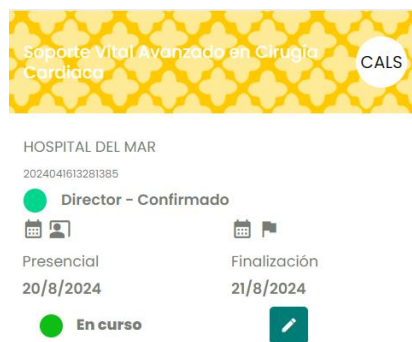 Soporte Vital Avanzado en Cirugía
Cardiaca
CALS
HOSPITAL DEL MAR
2024041613281385
Director - Confirmado
Presencial
Finalización
20/8/2024
21/8/2024
En curso